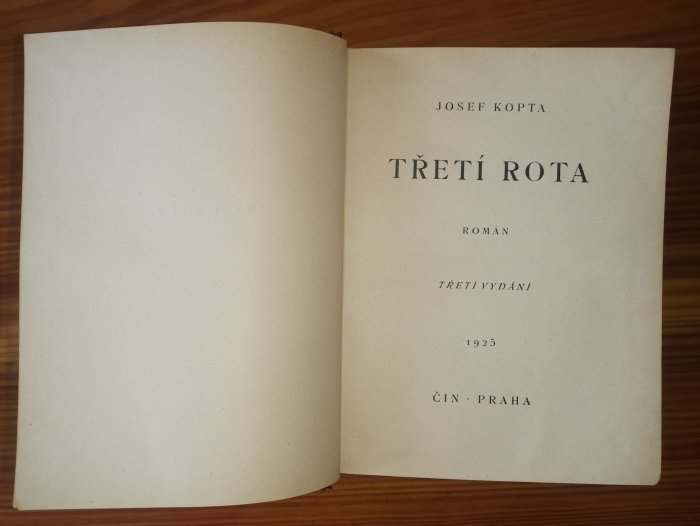 JOSEF KOPTA
TŘETÍ ROTA
ROMÁN
TŘETÍ VYDÁNÍ
1925
ČIN · PRAHA